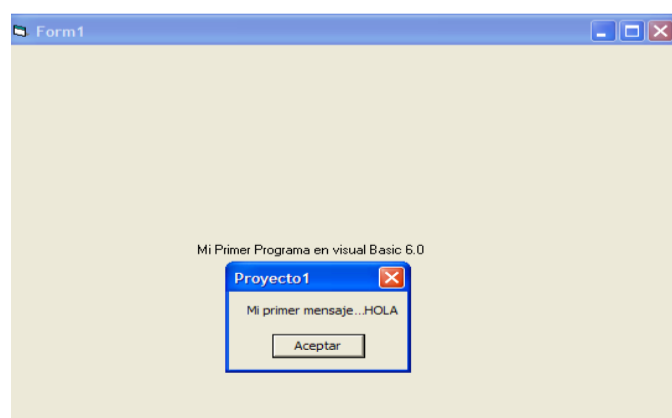 Form1
Mi Primer Programa en visual Basic 6.0
Proyecto1
Mi primer mensaje...HOLA
Aceptar